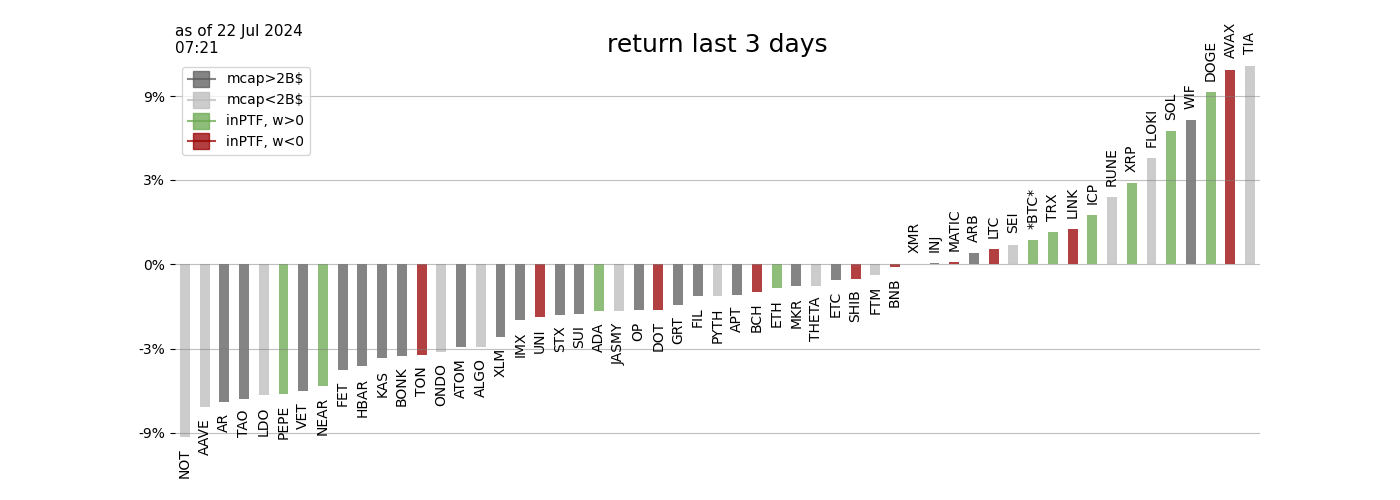 as of 22 Jul 2024
07:21
return last 3 days
mcap>2B$
mcap<2B$
inPTF, w>0
inPTF, w<0
9%
3%
0%
-3%
-9%
NOT
AAVE
AR
TAO
LDO
PEPE
VET
NEAR
FET
HBAR
KAS
BONK
TON
ONDO
ATOM
ALGO
XLM
IMX
UNI
STX
SUI
ADA
JASMY
OP
DOT
GRT
FIL
PYTH
APT
BCH
ETH
MKR
THETA
ETC
SHIB
FTM
BNB
XMR
INJ
MATIC
ARB
LTC
SEI
*BTC*
TRX
LINK
ICP
RUNE
XRP
FLOKI
SOL
WIF
DOGE
AVAX
TIA